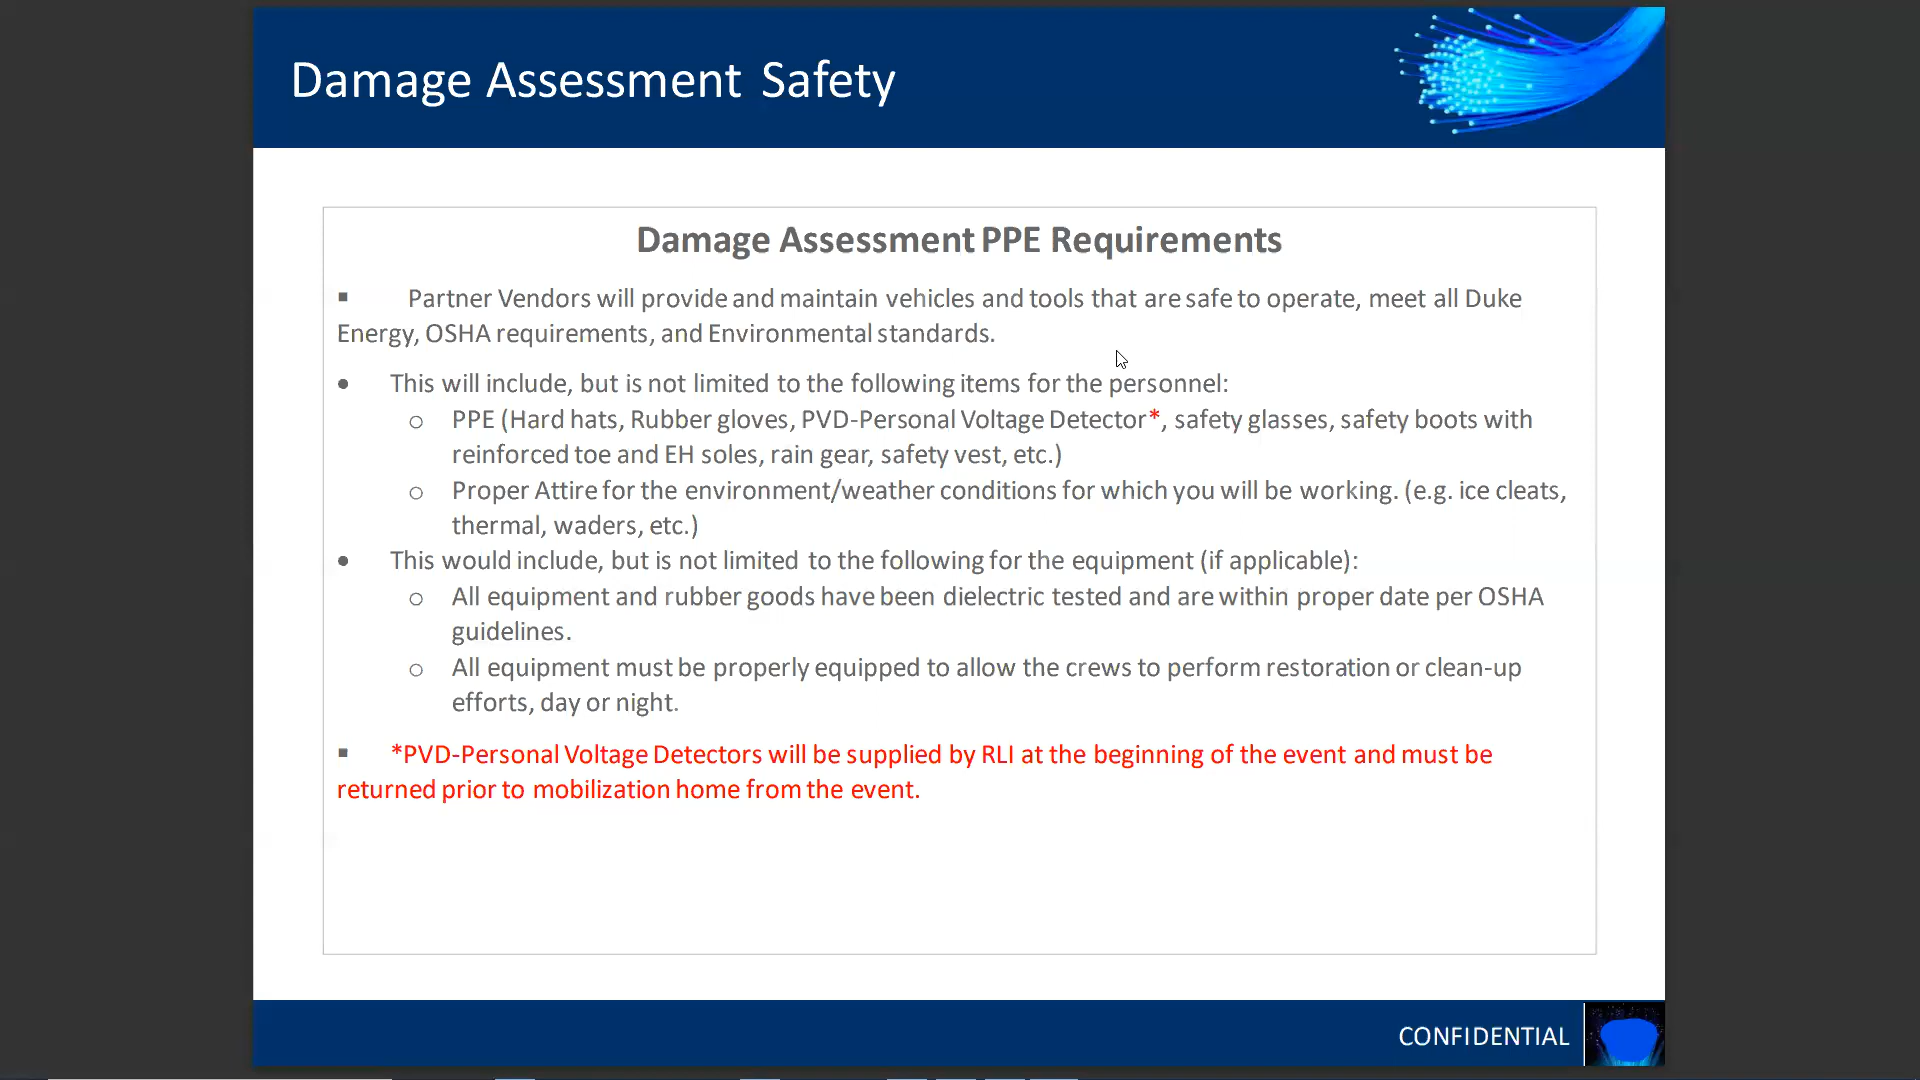 Damage Assessment Safety
Damage Assessment PPE Requirements
▪ Partner Vendors will provide and maintain vehicles and tools that are safe to operate, meet all Duke
Energy, OSHA requirements, and Environmental standards.
• This will include, but is not limited to the following items for the personnel:
○ PPE (Hard hats, Rubber gloves, PVD-Personal Voltage Detector*, safety glasses, safety boots with
reinforced toe and EH soles, rain gear, safety vest, etc.)
○ Proper Attire for the environment/weather conditions for which you will be working. (e.g. ice cleats,
thermal, waders, etc.)
• This would include, but is not limited to the following for the equipment (if applicable):
○ All equipment and rubber goods have been dielectric tested and are within proper date per OSHA
guidelines.
○ All equipment must be properly equipped to allow the crews to perform restoration or clean-up
efforts, day or night.
▪ *PVD-Personal Voltage Detectors will be supplied by RLI at the beginning of the event and must be
returned prior to mobilization home from the event.
CONFIDENTIAL